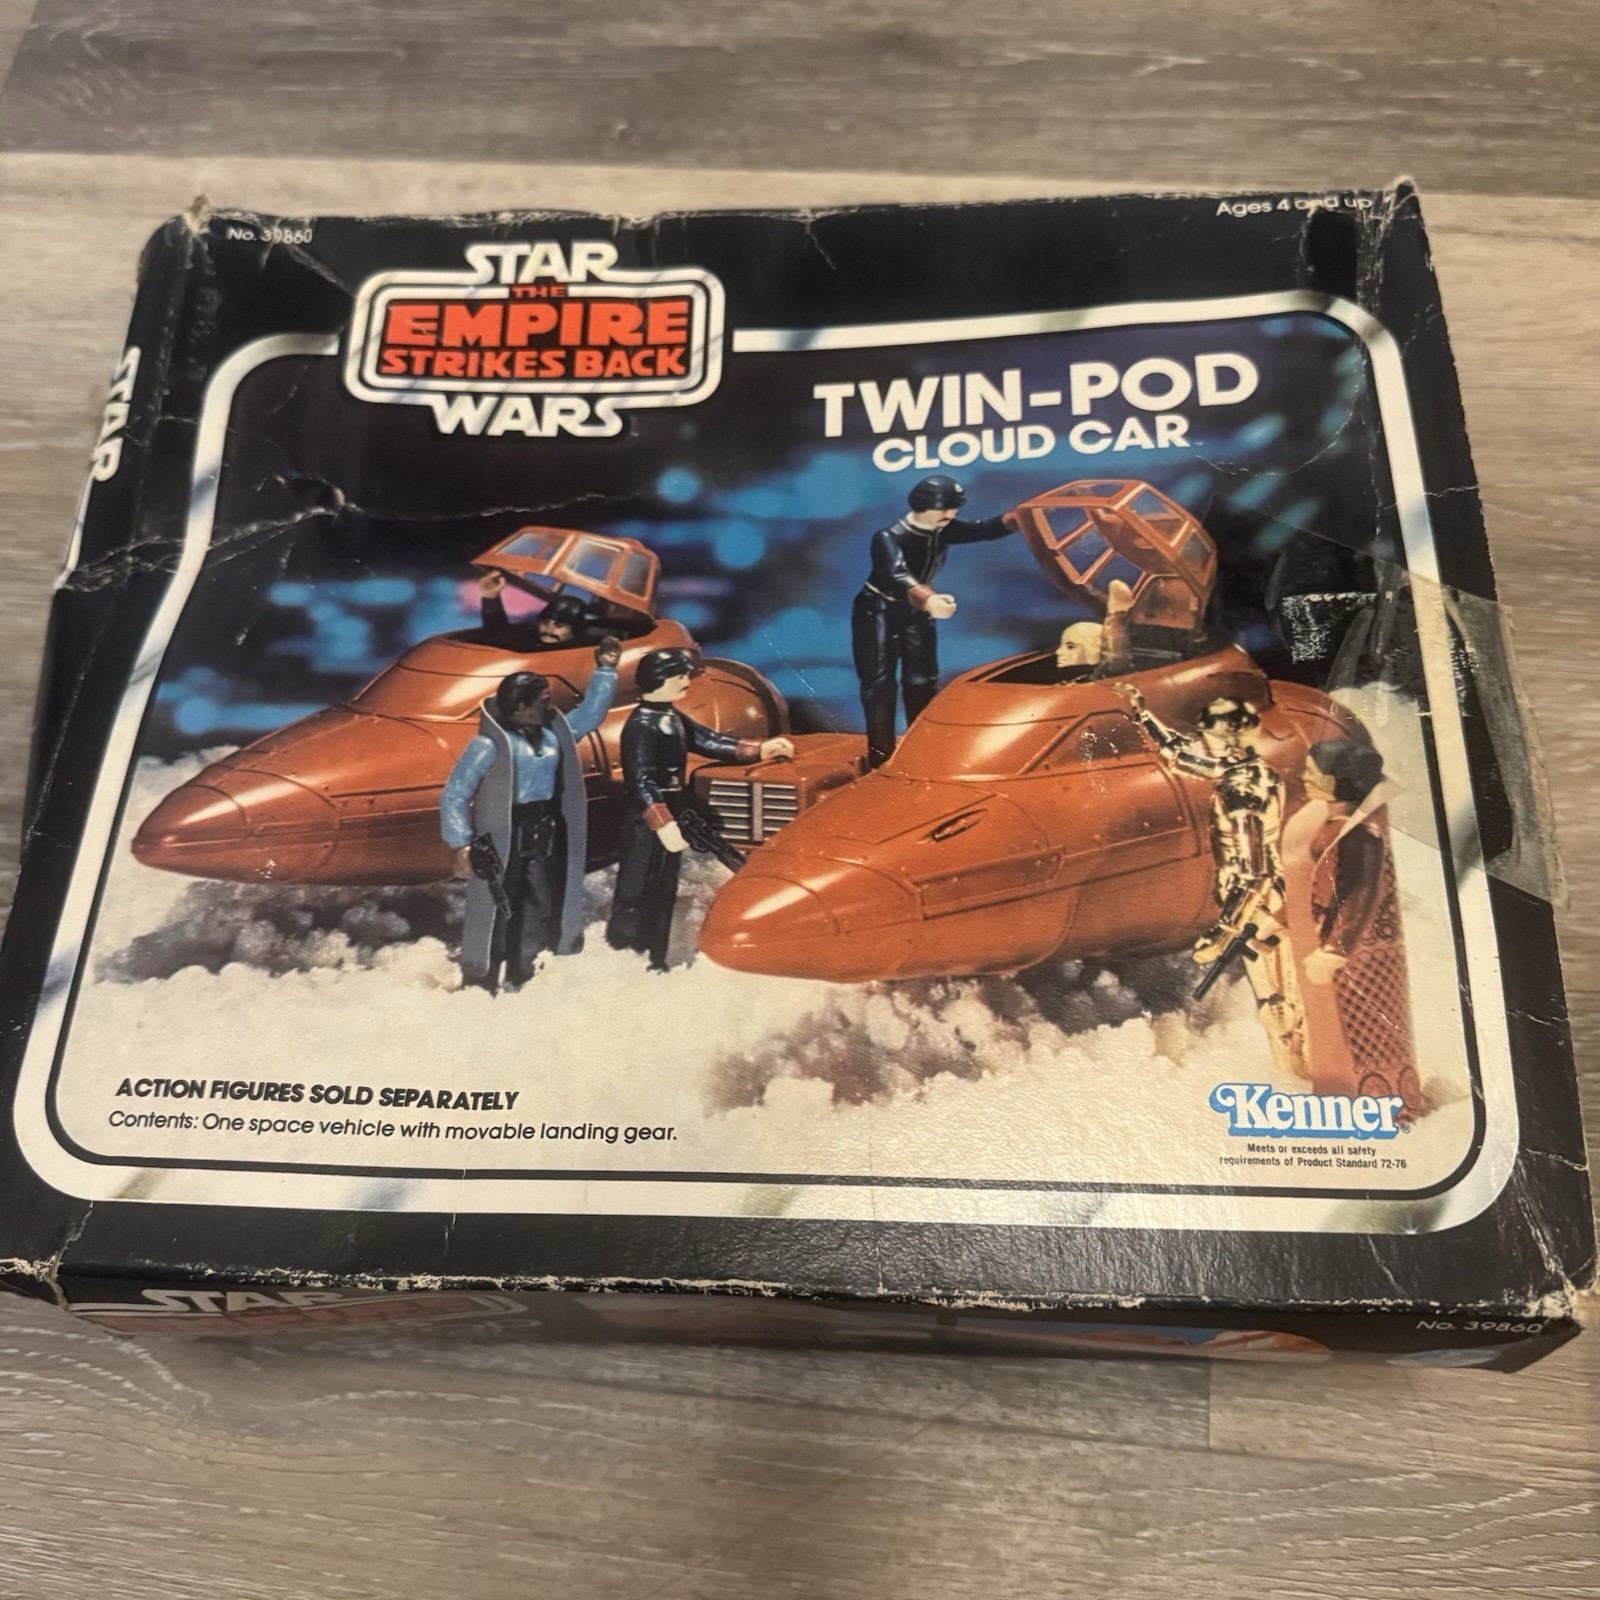 No. 39860
Ages 4 and up
STAR
THE
EMPIRE
STRIKES BACK
WARS
TWIN-POD
CLOUD CAR
STAR
ACTION FIGURES SOLD SEPARATELY
Contents: One space vehicle with movable landing gear.
Kenner®
Meets or exceeds all safety
requirements of Product Standard 72-76
STAR
No. 39860